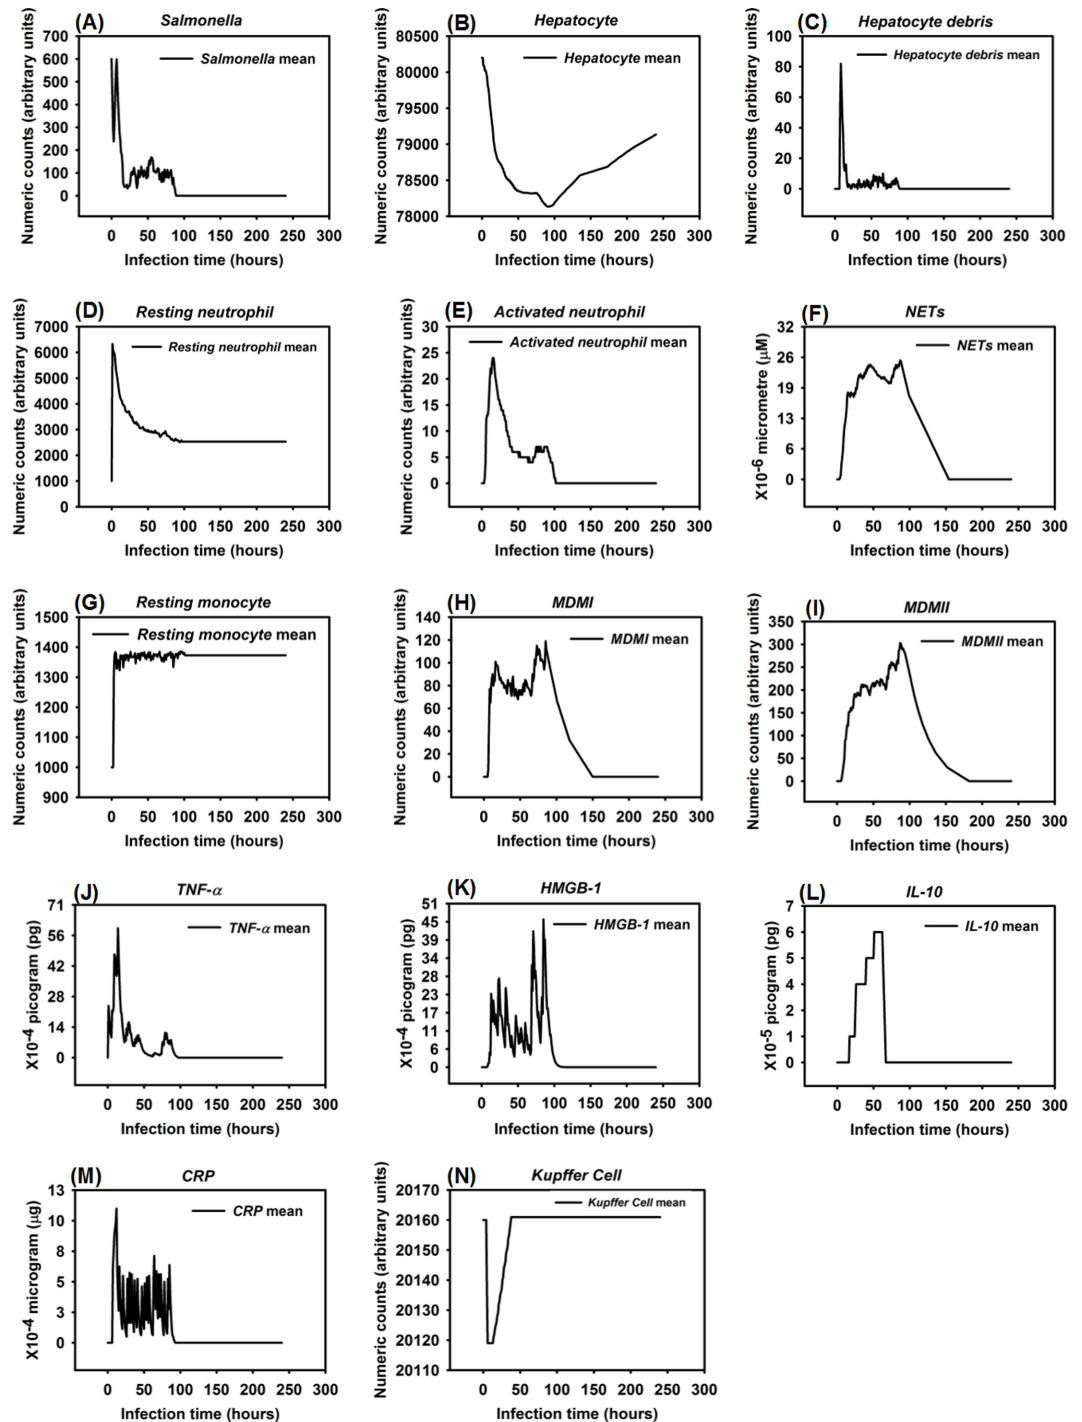 (A) Salmonella
Numeric counts (arbitrary units)
700
600
500
400
300
200
100
0
Salmonella mean
0 50 100 150 200 250 300
Infection time (hours)
(B) Hepatocyte
Numeric counts (arbitrary units)
80500
80000
79500
79000
78500
78000
Hepatocyte mean
0 50 100 150 200 250 300
Infection time (hours)
(C) Hepatocyte debris
Numeric counts (arbitrary units)
100
80
60
40
20
0
Hepatocyte debris mean
0 50 100 150 200 250 300
Infection time (hours)
(D) Resting neutrophil
Numeric counts (arbitrary units)
7000
6000
5000
4000
3000
2000
1000
0
Resting neutrophil mean
0 50 100 150 200 250 300
Infection time (hours)
(E) Activated neutrophil
Numeric counts (arbitrary units)
30
25
20
15
10
5
0
Activated neutrophil mean
0 50 100 150 200 250 300
Infection time (hours)
(F) NETs
X10-6 micrometre (μM)
32
26
19
13
6
0
NETs mean
0 50 100 150 200 250 300
Infection time (hours)
(G) Resting monocyte
Numeric counts (arbitrary units)
1500
1400
1300
1200
1100
1000
900
Resting monocyte mean
0 50 100 150 200 250 300
Infection time (hours)
(H) MDMI
Numeric counts (arbitrary units)
140
120
100
80
60
40
20
0
MDMI mean
0 50 100 150 200 250 300
Infection time (hours)
(I) MDMII
Numeric counts (arbitrary units)
350
300
250
200
150
100
50
0
MDMII mean
0 50 100 150 200 250 300
Infection time (hours)
(J) TNF-α
X10-4 picogram (pg)
71
56
42
28
14
0
TNF-α mean
0 50 100 150 200 250 300
Infection time (hours)
(K) HMGB-1
X10-4 picogram (pg)
51
45
39
34
28
23
17
11
6
0
HMGB-1 mean
0 50 100 150 200 250 300
Infection time (hours)
(L) IL-10
X10-5 picogram (pg)
7
6
5
4
2
1
0
IL-10 mean
0 50 100 150 200 250 300
Infection time (hours)
(M) CRP
X10-4 microgram (μg)
13
10
8
5
3
0
CRP mean
0 50 100 150 200 250 300
Infection time (hours)
(N) Kupffer Cell
Numeric counts (arbitrary units)
20170
20160
20150
20140
20130
20120
20110
Kupffer Cell mean
0 50 100 150 200 250 300
Infection time (hours)